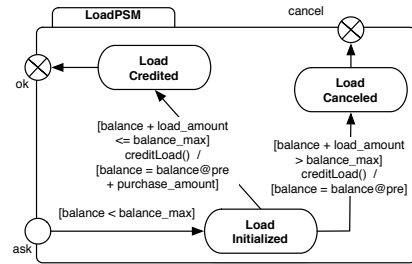 LoadPSM
cancel
Load
Credited
ok
Load
Canceled
[balance + load_amount
<= balance_max]
creditLoad() /
[balance = balance@pre
+ purchase_amount]
[balance + load_amount
> balance_max]
creditLoad() /
[balance = balance@pre]
[balance < balance_max]
ask
Load
Initialized